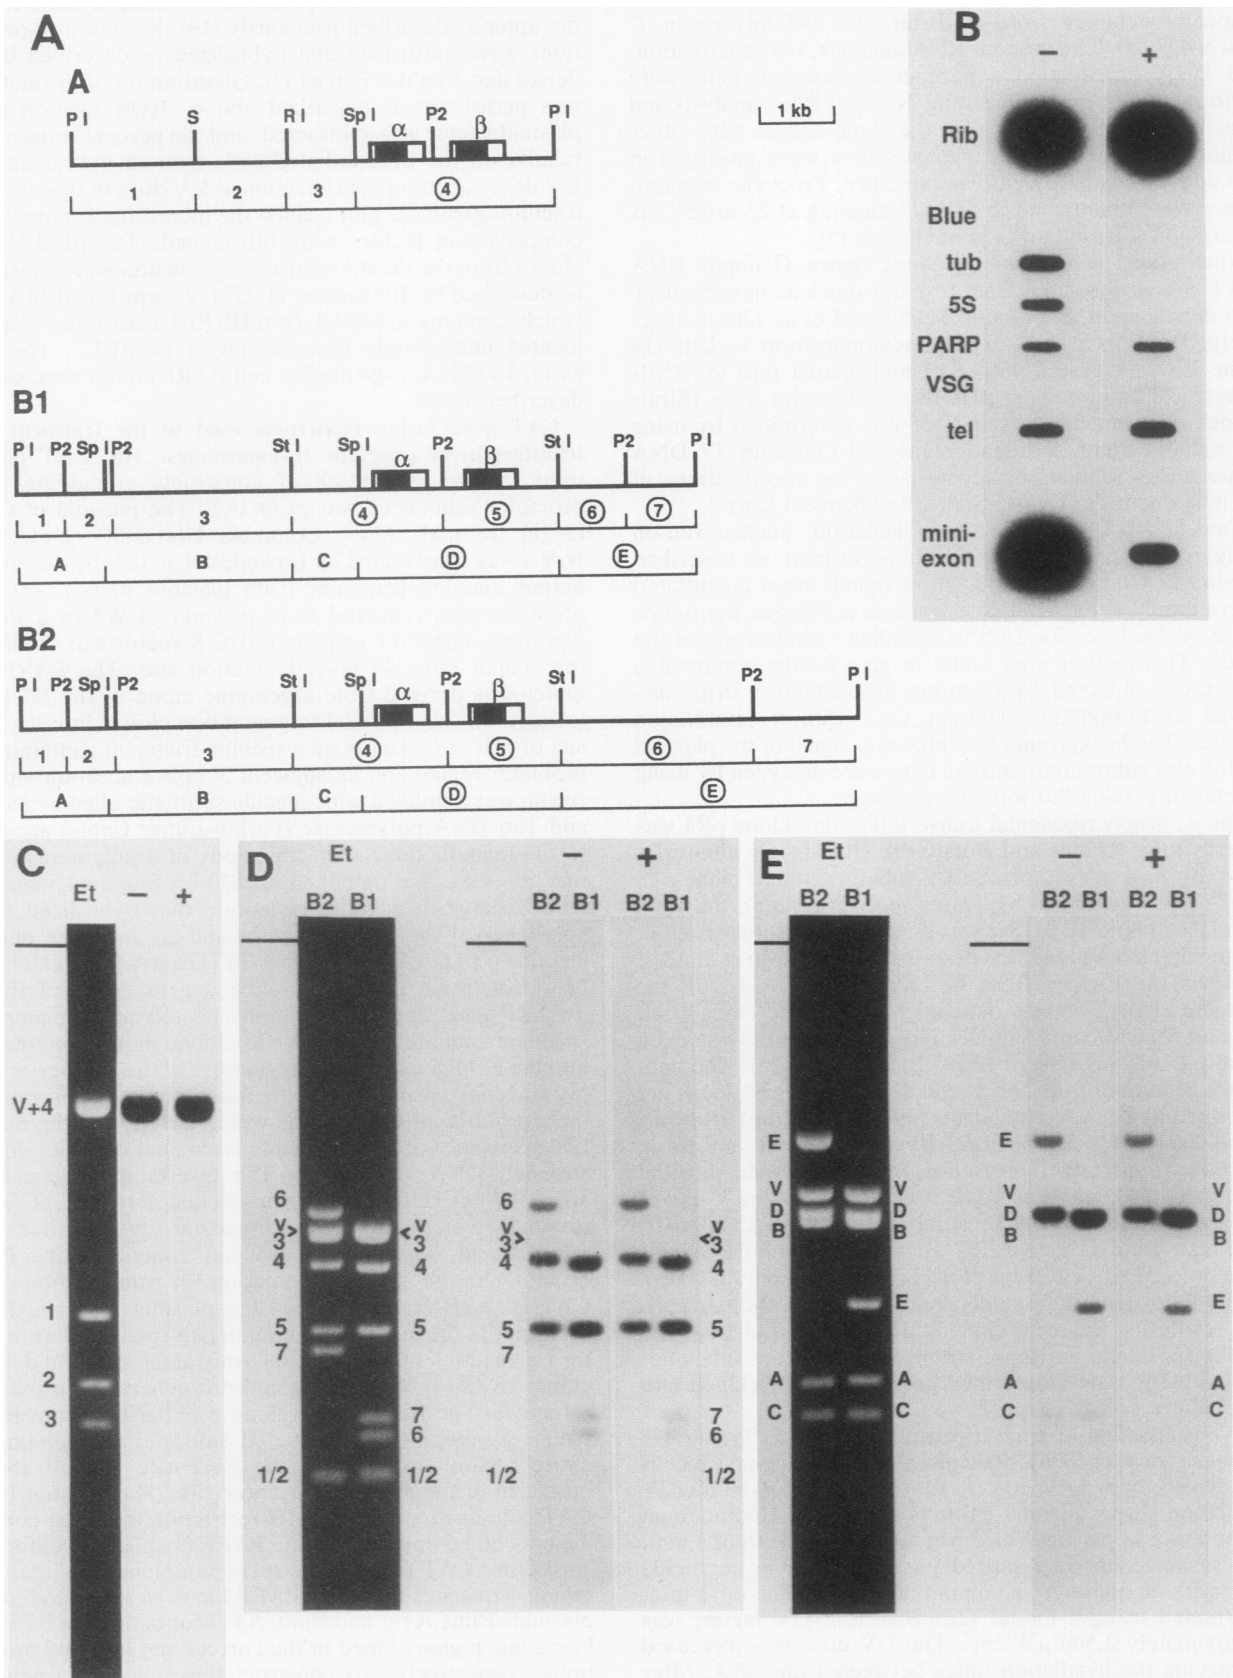 A
A
P I S R I Sp I α P2 β P I
1 2 3 4
1 kb
B
− +
Rib
Blue
tub
5S
PARP
VSG
tel
mini-
exon
B1
P I P2 Sp I P2 St I Sp I α P2 β St I P2 P I
1 2 3 4 5 6 7
A B C D E
B2
P I P2 Sp I P2 St I Sp I α P2 β St I P2 P I
1 2 3 4 5 6 7
A B C D E
C
Et − +
V+4
1
2
3
D
Et − +
B2 B1 B2 B1 B2 B1
6 6
V > < V V > < V
3 3 3 3
4 4 4 4
5 5 5 5
7 7
7 7
6 6
1/2 1/2 1/2 1/2
E
Et − +
B2 B1 B2 B1 B2 B1
E E
V V V V
D D D D
B B B B
E E
A A A A
C C C C